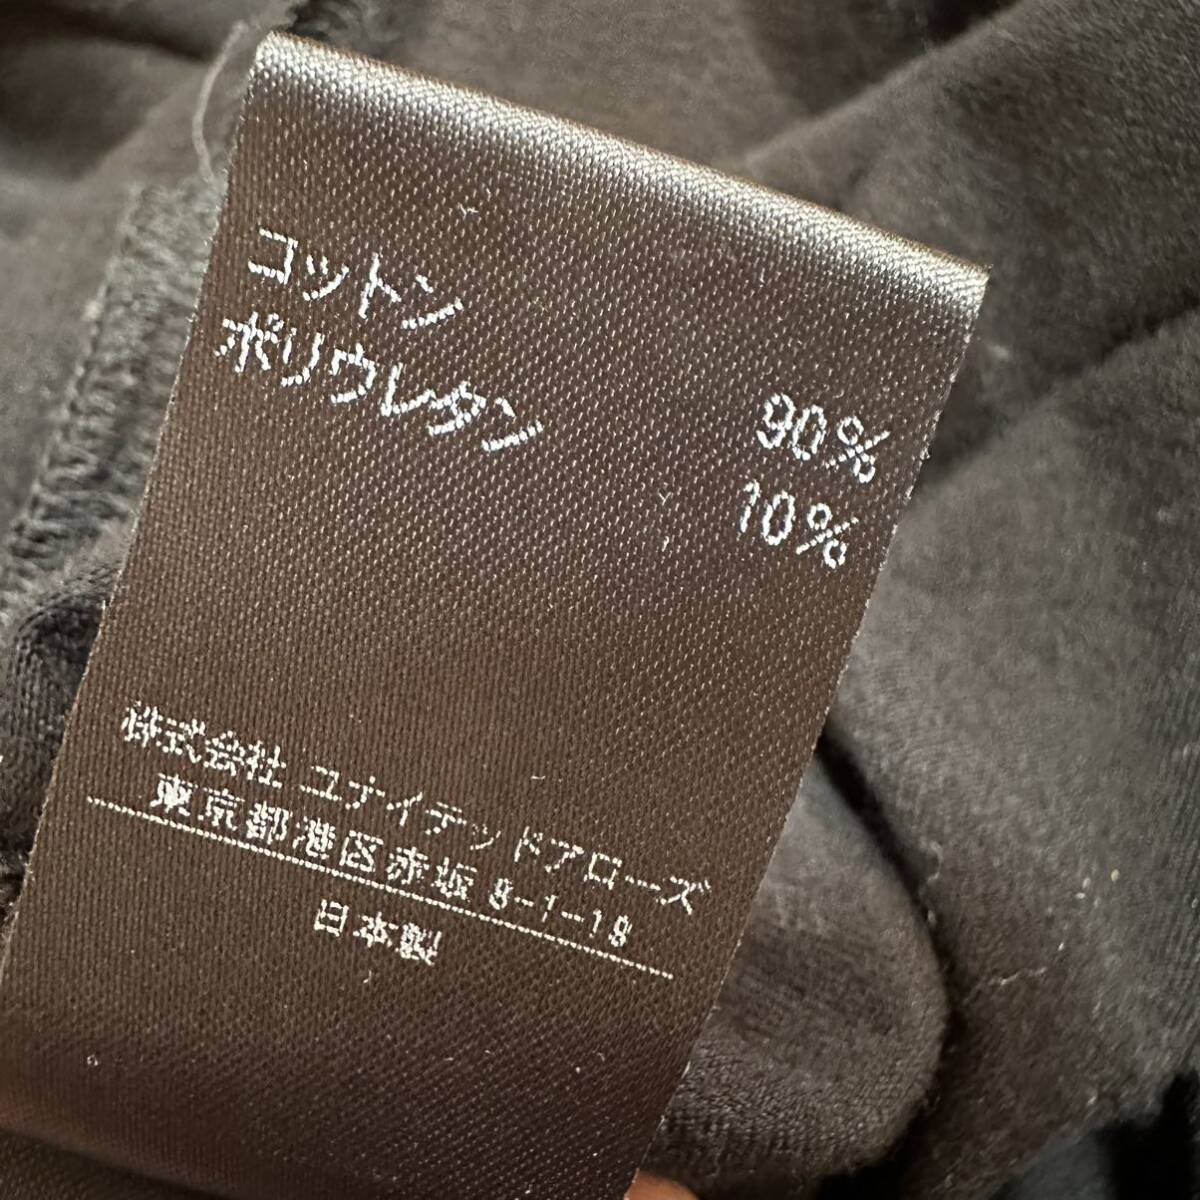 コットン 90%
ポリウレタン 10%
株式会社 ユナイテッドアローズ
東京都港区赤坂 8-1-19
日本製